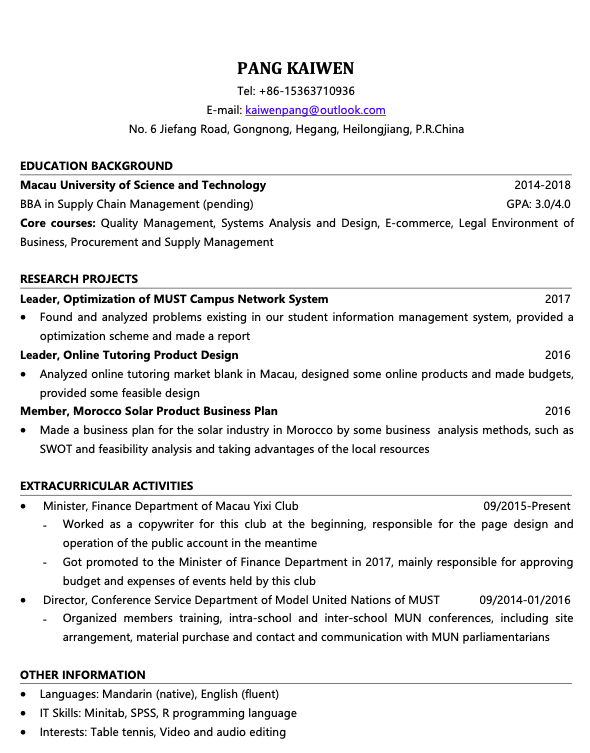 PANG KAIWEN
Tel: +86-15363710936
E-mail: kaiwenpang@outlook.com
No. 6 Jiefang Road, Gongnong, Hegang, Heilongjiang, P.R.China
EDUCATION BACKGROUND
Macau University of Science and Technology 2014-2018
BBA in Supply Chain Management (pending) GPA: 3.0/4.0
Core courses: Quality Management, Systems Analysis and Design, E-commerce, Legal Environment of
Business, Procurement and Supply Management
RESEARCH PROJECTS
Leader, Optimization of MUST Campus Network System 2017
• Found and analyzed problems existing in our student information management system, provided a
optimization scheme and made a report
Leader, Online Tutoring Product Design 2016
• Analyzed online tutoring market blank in Macau, designed some online products and made budgets,
provided some feasible design
Member, Morocco Solar Product Business Plan 2016
• Made a business plan for the solar industry in Morocco by some business analysis methods, such as
SWOT and feasibility analysis and taking advantages of the local resources
EXTRACURRICULAR ACTIVITIES
• Minister, Finance Department of Macau Yixi Club 09/2015-Present
- Worked as a copywriter for this club at the beginning, responsible for the page design and
operation of the public account in the meantime
- Got promoted to the Minister of Finance Department in 2017, mainly responsible for approving
budget and expenses of events held by this club
• Director, Conference Service Department of Model United Nations of MUST 09/2014-01/2016
- Organized members training, intra-school and inter-school MUN conferences, including site
arrangement, material purchase and contact and communication with MUN parliamentarians
OTHER INFORMATION
• Languages: Mandarin (native), English (fluent)
• IT Skills: Minitab, SPSS, R programming language
• Interests: Table tennis, Video and audio editing